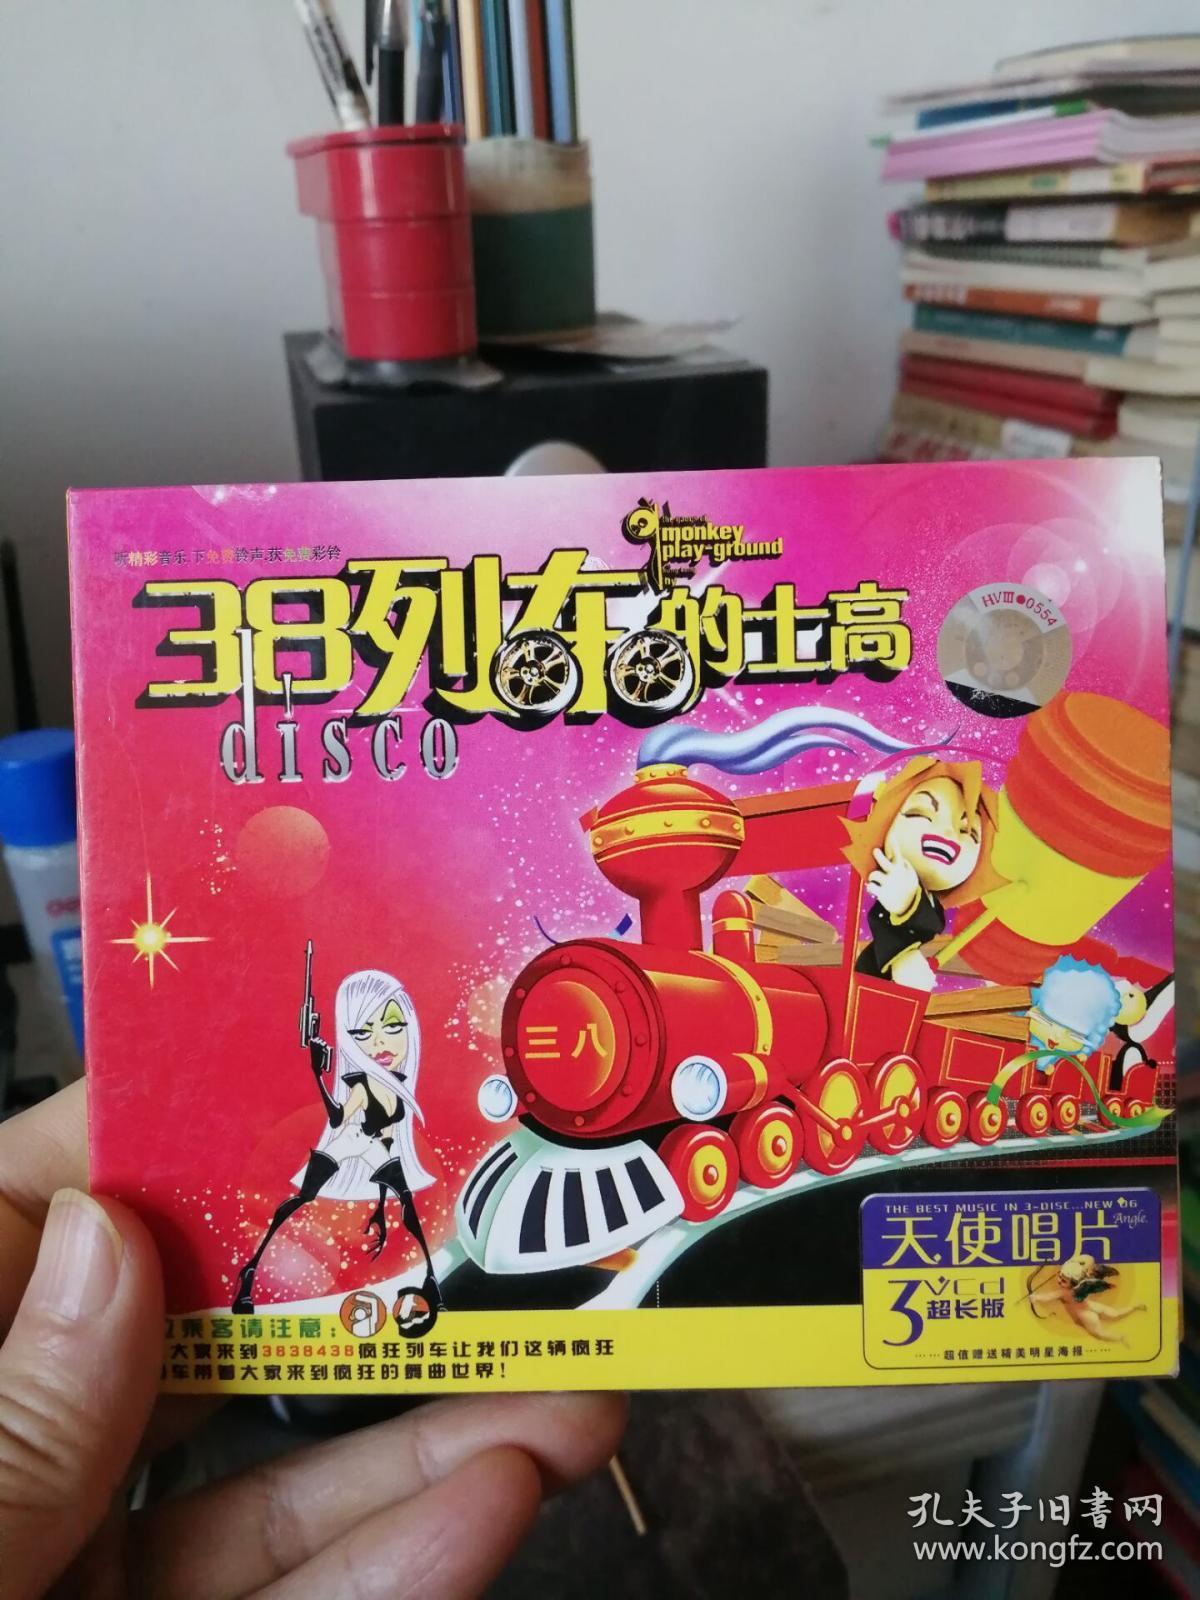 the gangs of
monkey
play-ground
听精彩音乐.下免费铃声.获免费彩铃
38列车的士高
disco
HVIII●0554
三八
THE BEST MUSIC IN 3-DISC...NEW 06
天使唱片
Angle.
3VCd
超长版
……超值赠送精美明星海报……
乘客请注意：
大家来到3838438疯狂列车让我们这辆疯狂
车带着大家来到疯狂的舞曲世界！
孔夫子旧书网
www.kongfz.com